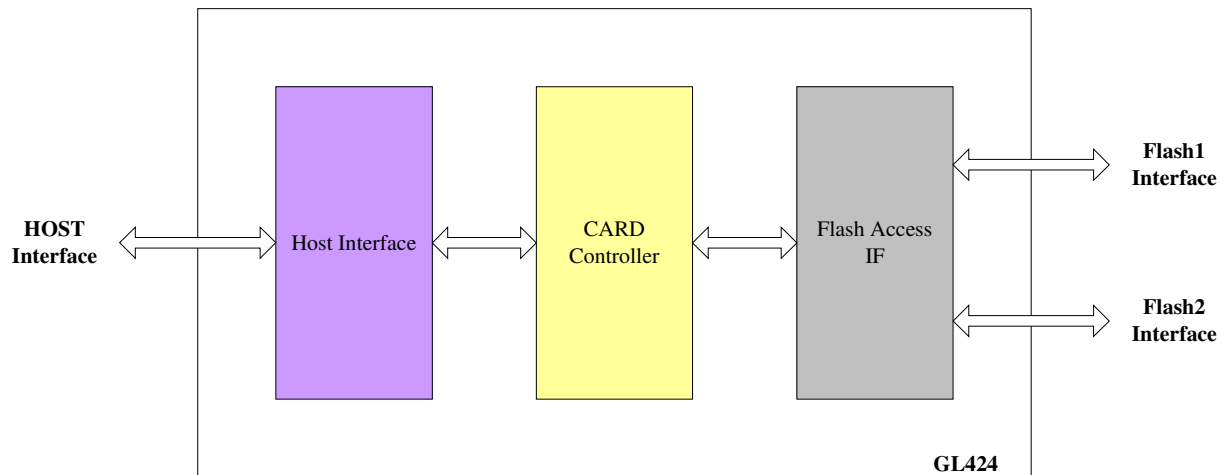 HOST
Interface
Host Interface
CARD
Controller
Flash Access
IF
Flash1
Interface
Flash2
Interface
GL424